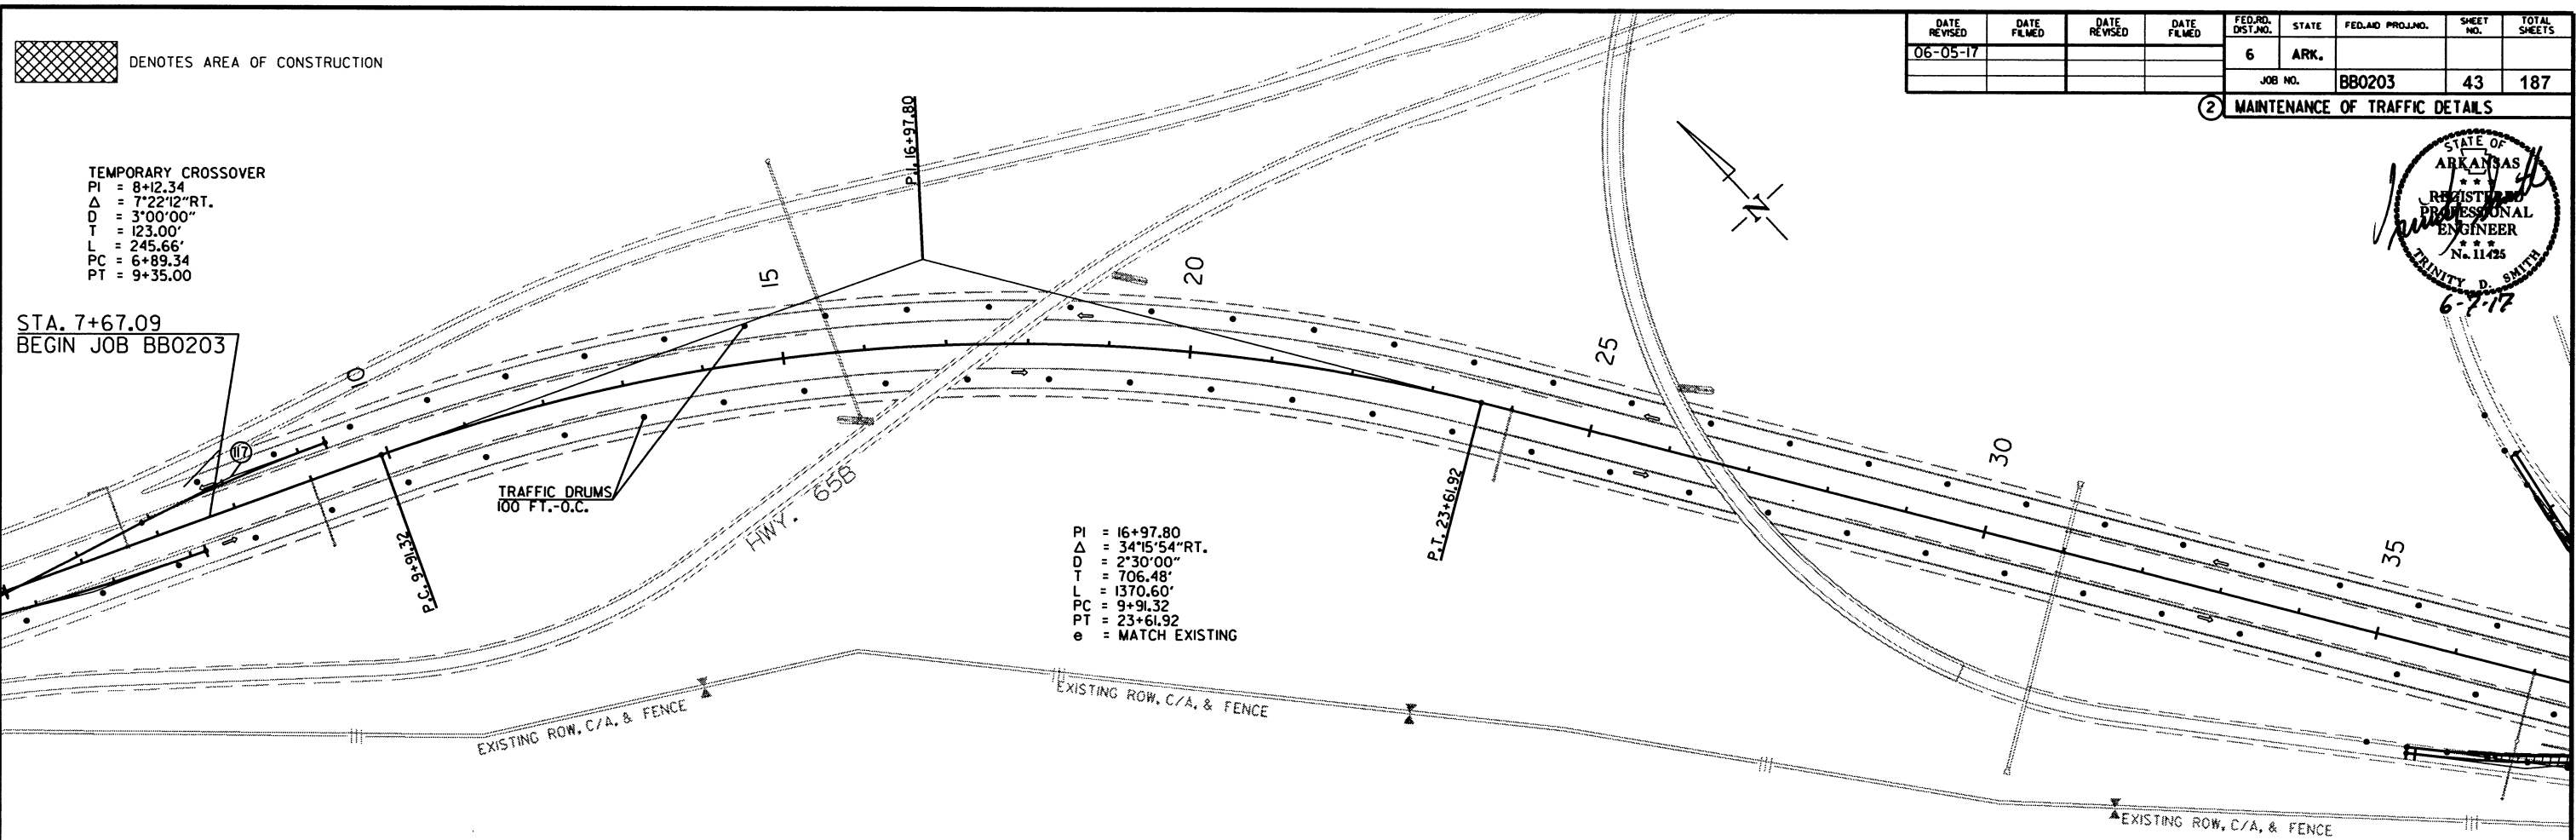 DENOTES AREA OF CONSTRUCTION
DATE REVISED
DATE FILMED
DATE REVISED
DATE FILMED
FED.RD. DIST.NO.
STATE
FED.AID PROJ.NO.
SHEET NO.
TOTAL SHEETS
06-05-17
6
ARK.
JOB NO.
BB0203
43
187
2 MAINTENANCE OF TRAFFIC DETAILS
STATE OF
ARKANSAS
* *
REGISTERED
PROFESSIONAL
ENGINEER
* * *
No. 11425
TRINITY D. SMITH
6-7-17
TEMPORARY CROSSOVER
PI = 8+12.34
Δ = 7°22'12"RT.
D = 3°00'00"
T = 123.00'
L = 245.66'
PC = 6+89.34
PT = 9+35.00
STA. 7+67.09
BEGIN JOB BB0203
P.I. 16+97.80
N
10
15
20
25
30
35
117
P.C. 9+91.32
TRAFFIC DRUMS
100 FT.-O.C.
HWY. 65B
P.T. 23+61.92
PI = 16+97.80
Δ = 34°15'54"RT.
D = 2°30'00"
T = 706.48'
L = 1370.60'
PC = 9+91.32
PT = 23+61.92
e = MATCH EXISTING
EXISTING ROW, C/A, & FENCE
EXISTING ROW, C/A, & FENCE
EXISTING ROW, C/A, & FENCE